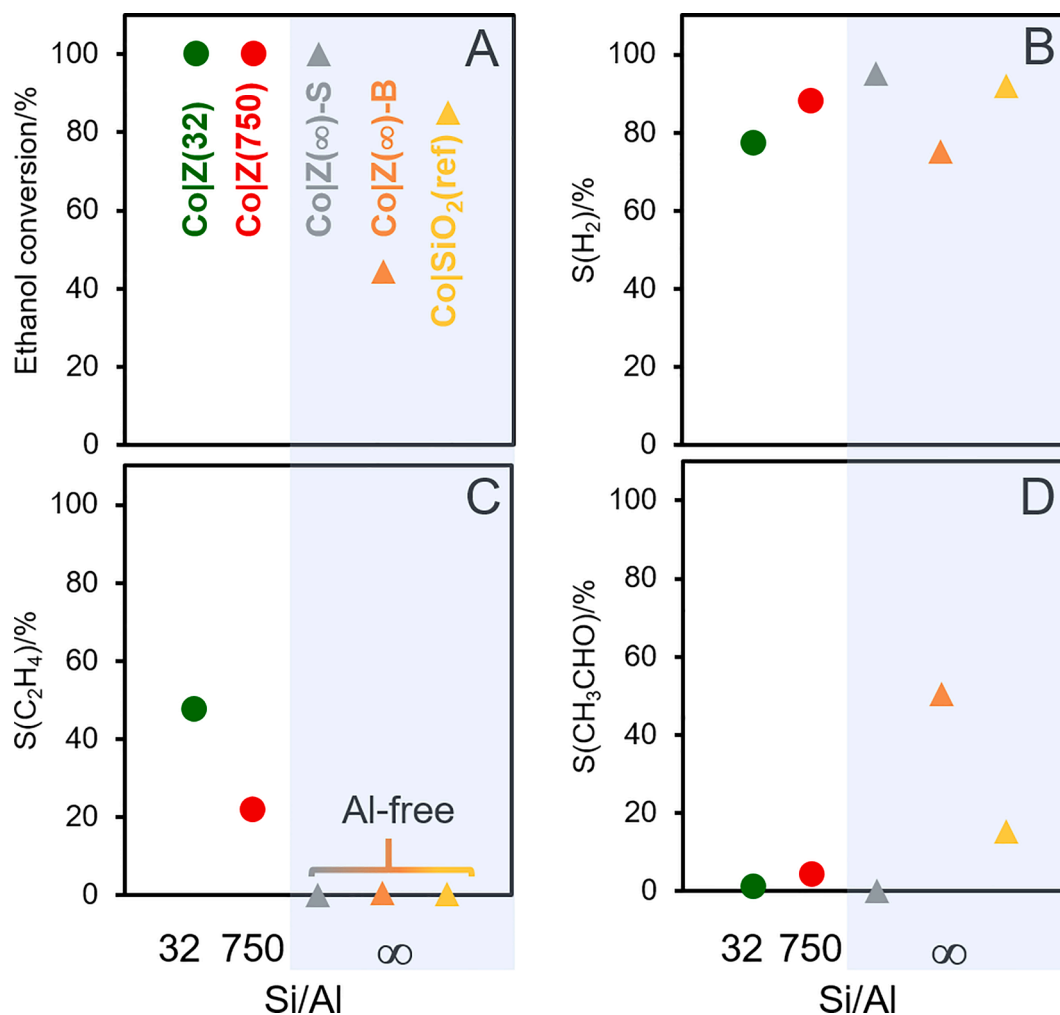 A
Ethanol conversion/%
100
80
60
40
20
0
Co|Z(32)
Co|Z(750)
Co|Z(∞)-S
Co|Z(∞)-B
Co|SiO₂(ref)
B
S(H₂)/%
100
80
60
40
20
0
C
S(C₂H₄)/%
100
80
60
40
20
0
Al-free
32 750 ∞
Si/Al
D
S(CH₃CHO)/%
100
80
60
40
20
0
32 750 ∞
Si/Al